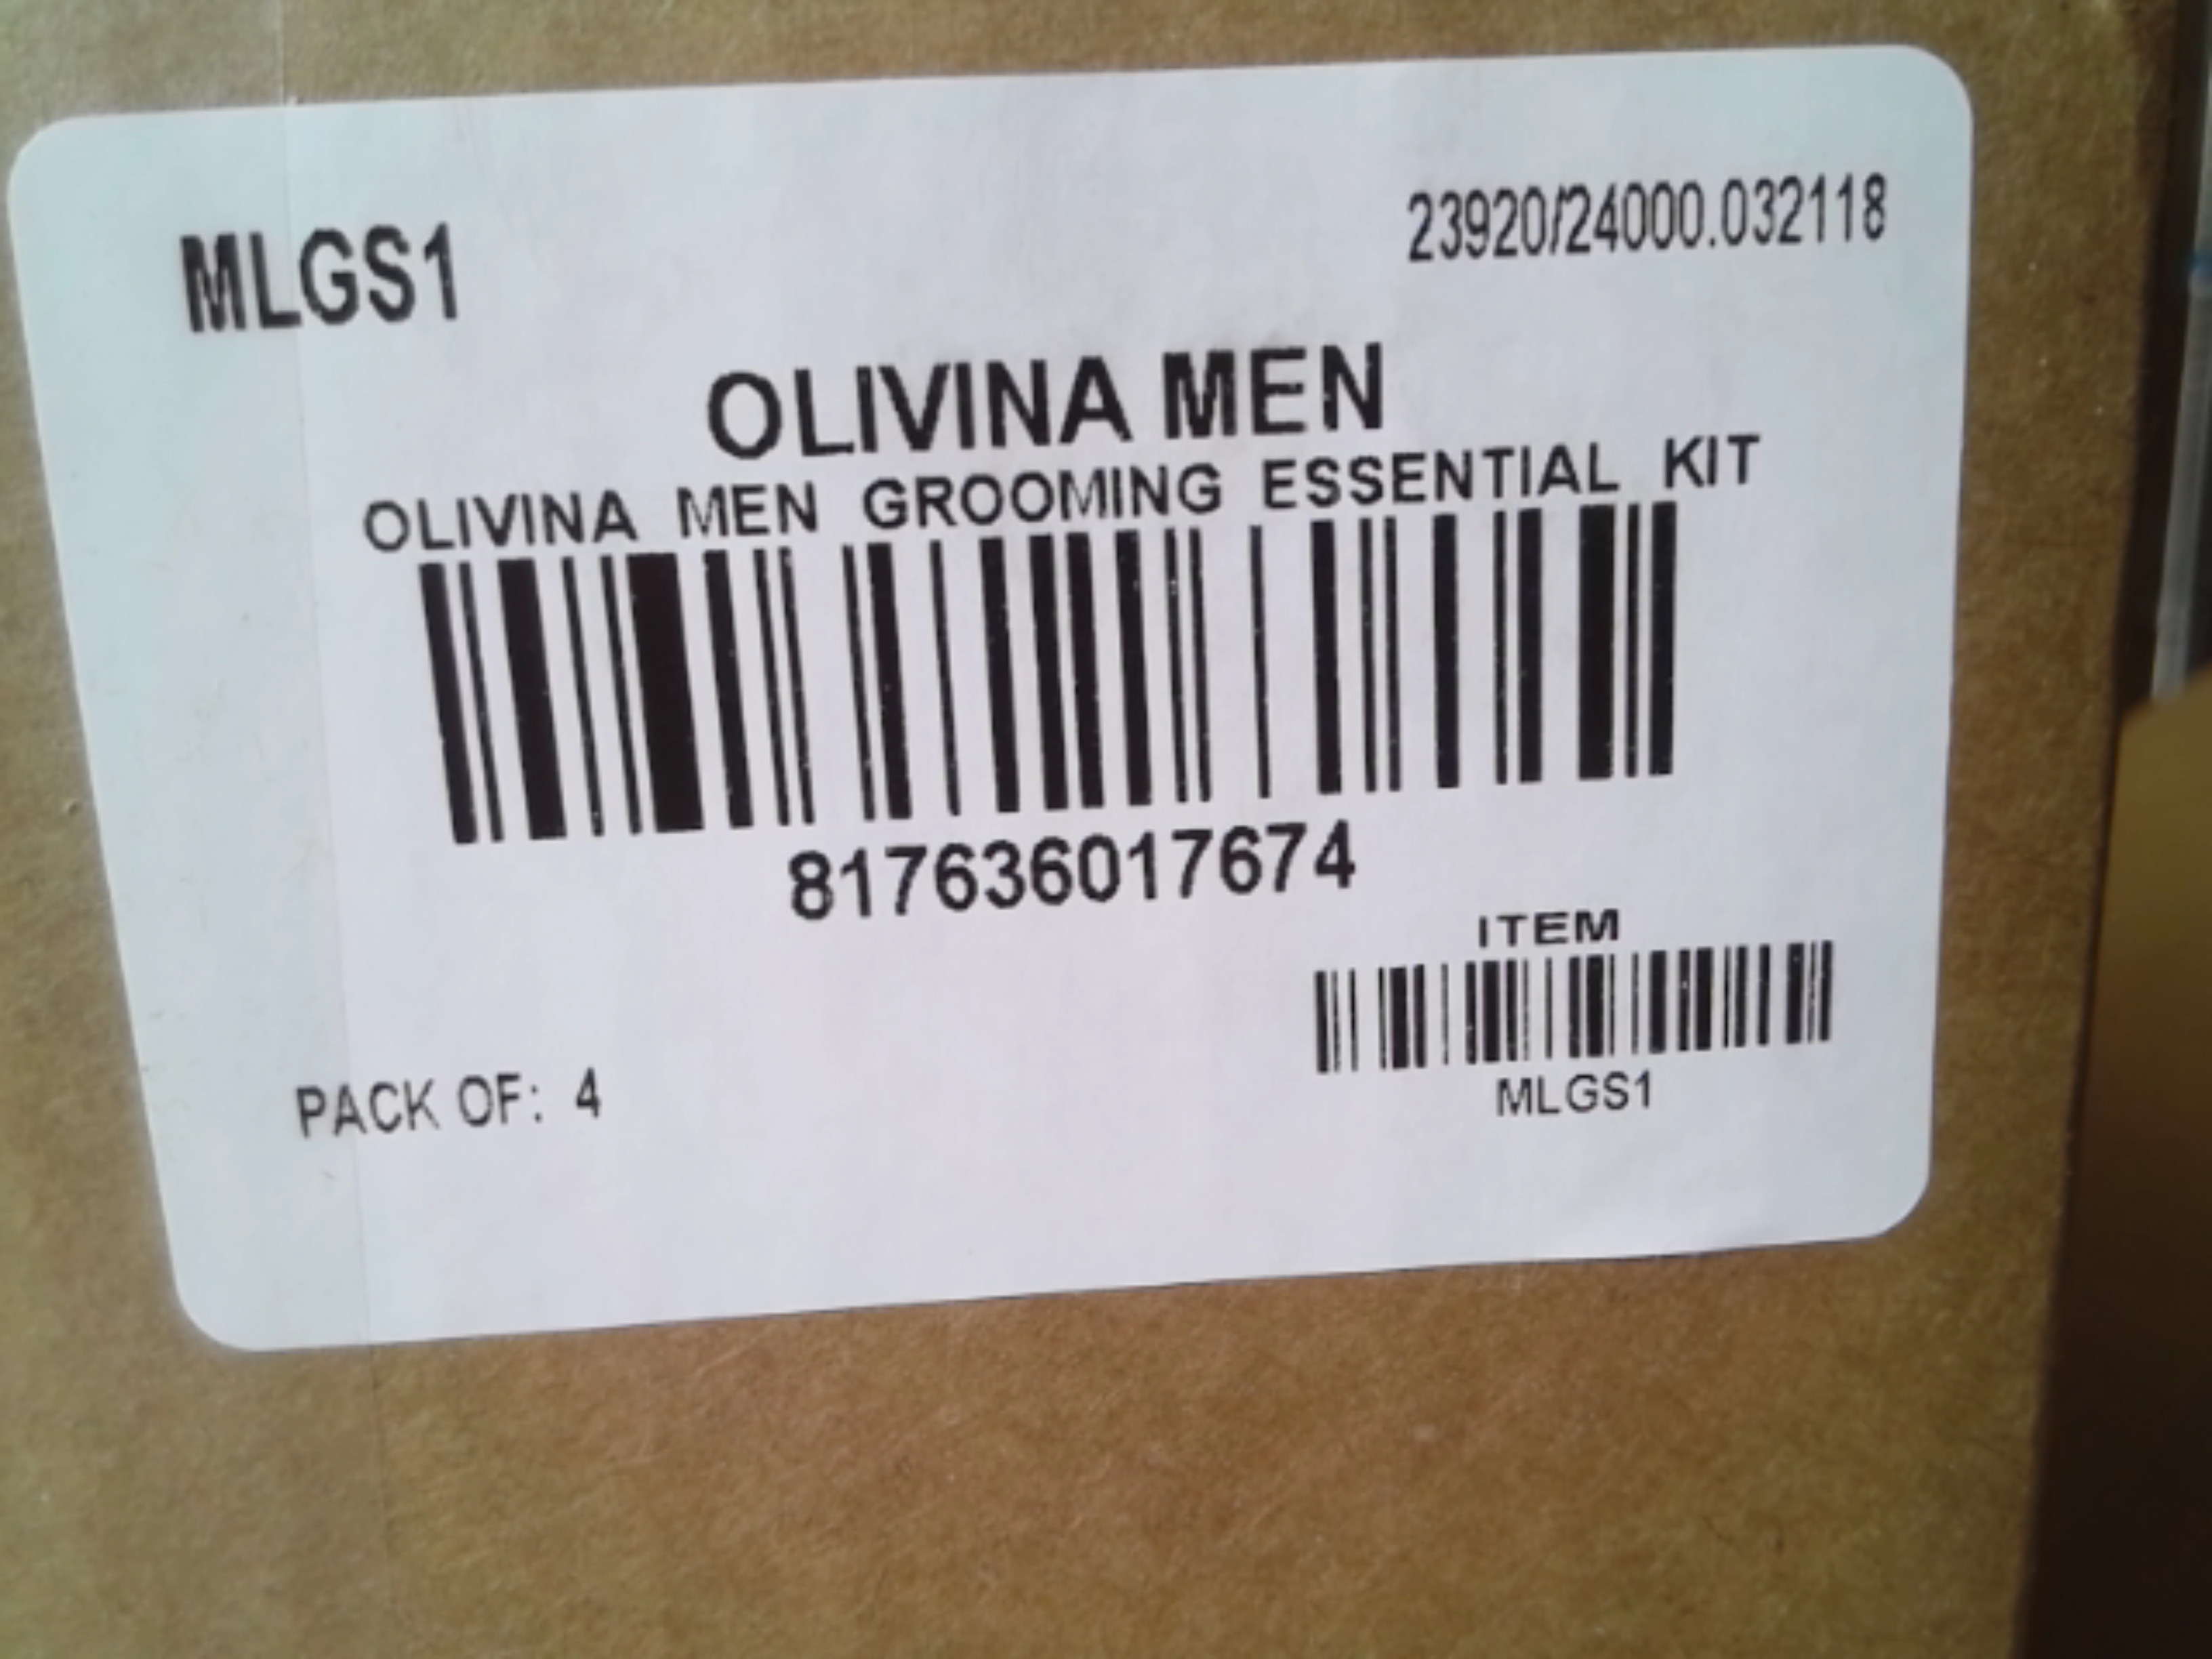 MLGS1
23920/24000.032118
OLIVINA MEN
OLIVINA MEN GROOMING ESSENTIAL KIT
817636017674
ITEM
MLGS1
PACK OF: 4